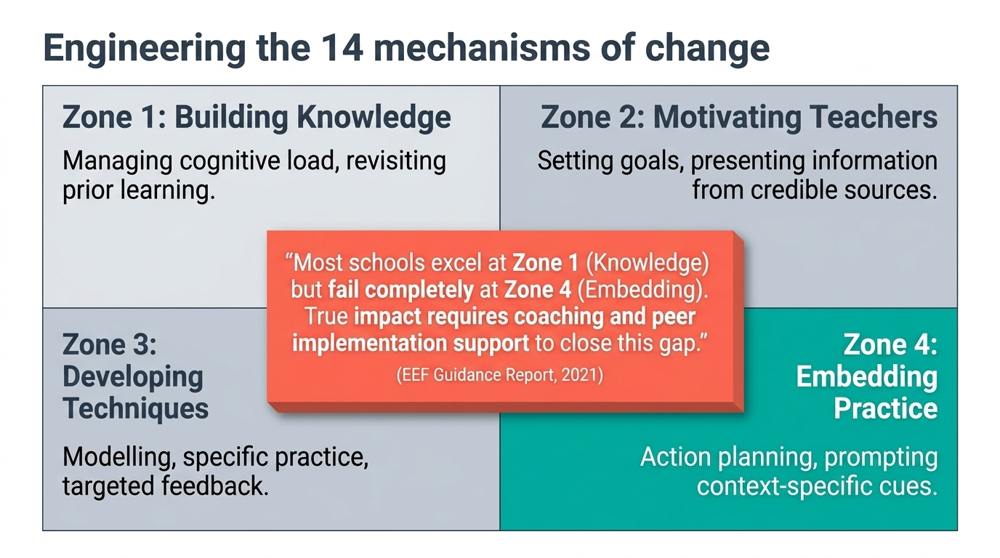 Engineering the 14 mechanisms of change
Zone 1: Building Knowledge
Managing cognitive load, revisiting
prior learning.
Zone 2: Motivating Teachers
Setting goals, presenting information
from credible sources.
“Most schools excel at Zone 1 (Knowledge)
but fail completely at Zone 4 (Embedding).
True impact requires coaching and peer
implementation support to close this gap.”
(EEF Guidance Report, 2021)
Zone 3:
Developing
Techniques
Modelling, specific practice,
targeted feedback.
Zone 4:
Embedding
Practice
Action planning, prompting
context-specific cues.